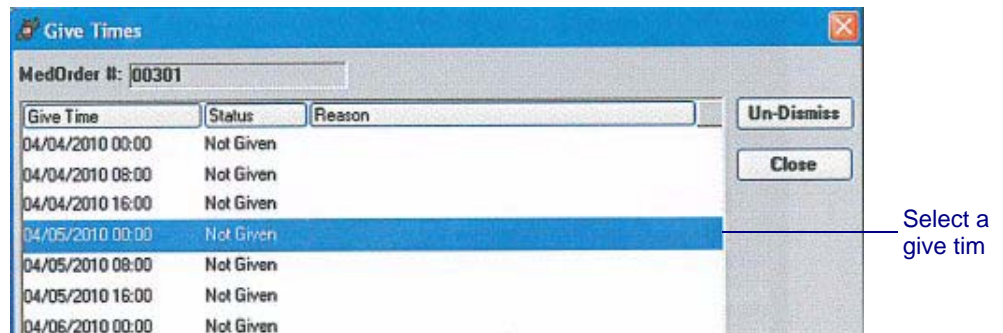 Give Times
MedOrder #: 00301
Give Time Status Reason
Un-Dismiss
04/04/2010 00:00 Not Given
04/04/2010 08:00 Not Given
Close
04/04/2010 16:00 Not Given
04/05/2010 00:00 Not Given
Select a
give tim
04/05/2010 08:00 Not Given
04/05/2010 16:00 Not Given
04/06/2010 00:00 Not Given